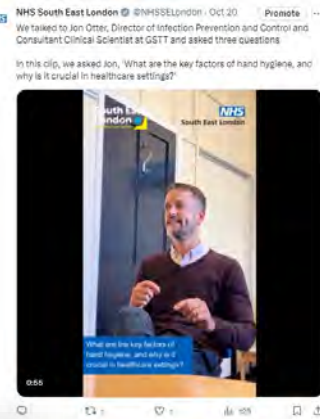 NHS South East London @NHSSELondon · Oct 20 Promote
We talked to Jon Otter, Director of Infection Prevention and Control and
Consultant Clinical Scientist at GSTT and asked three questions
In this clip, we asked Jon, 'What are the key factors of hand hygiene, and
why is it crucial in healthcare settings?'
South East
London
NHS
South East London
What are the key factors of
hand hygiene, and why is it
crucial in healthcare settings?
0:55